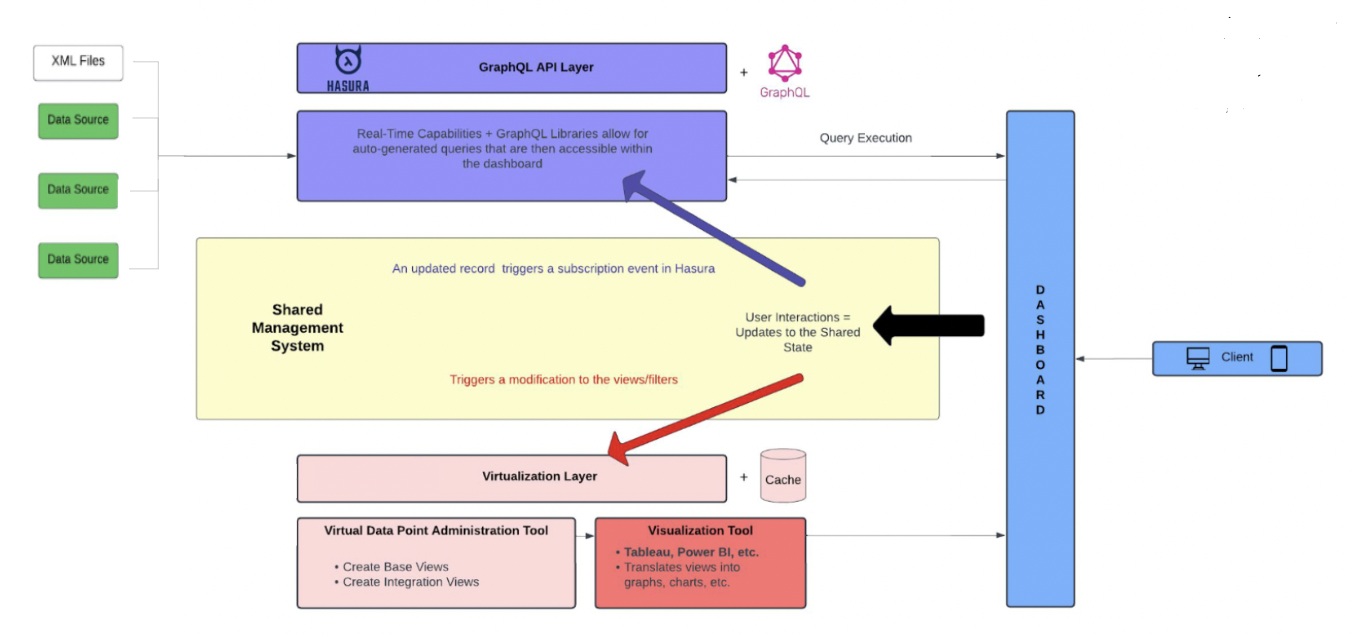 XML Files
Data Source
Data Source
Data Source
HASURA
GraphQL API Layer
+
GraphQL
Real-Time Capabilities + GraphQL Libraries allow for
auto-generated queries that are then accessible within
the dashboard
Query Execution
An updated record triggers a subscription event in Hasura
Shared
Management
System
User Interactions =
Updates to the Shared
State
Triggers a modification to the views/filters
D
A
S
H
B
O
A
R
D
Client
Virtualization Layer
+
Cache
Virtual Data Point Administration Tool
• Create Base Views
• Create Integration Views
Visualization Tool
• Tableau, Power BI, etc.
• Translates views into
graphs, charts, etc.